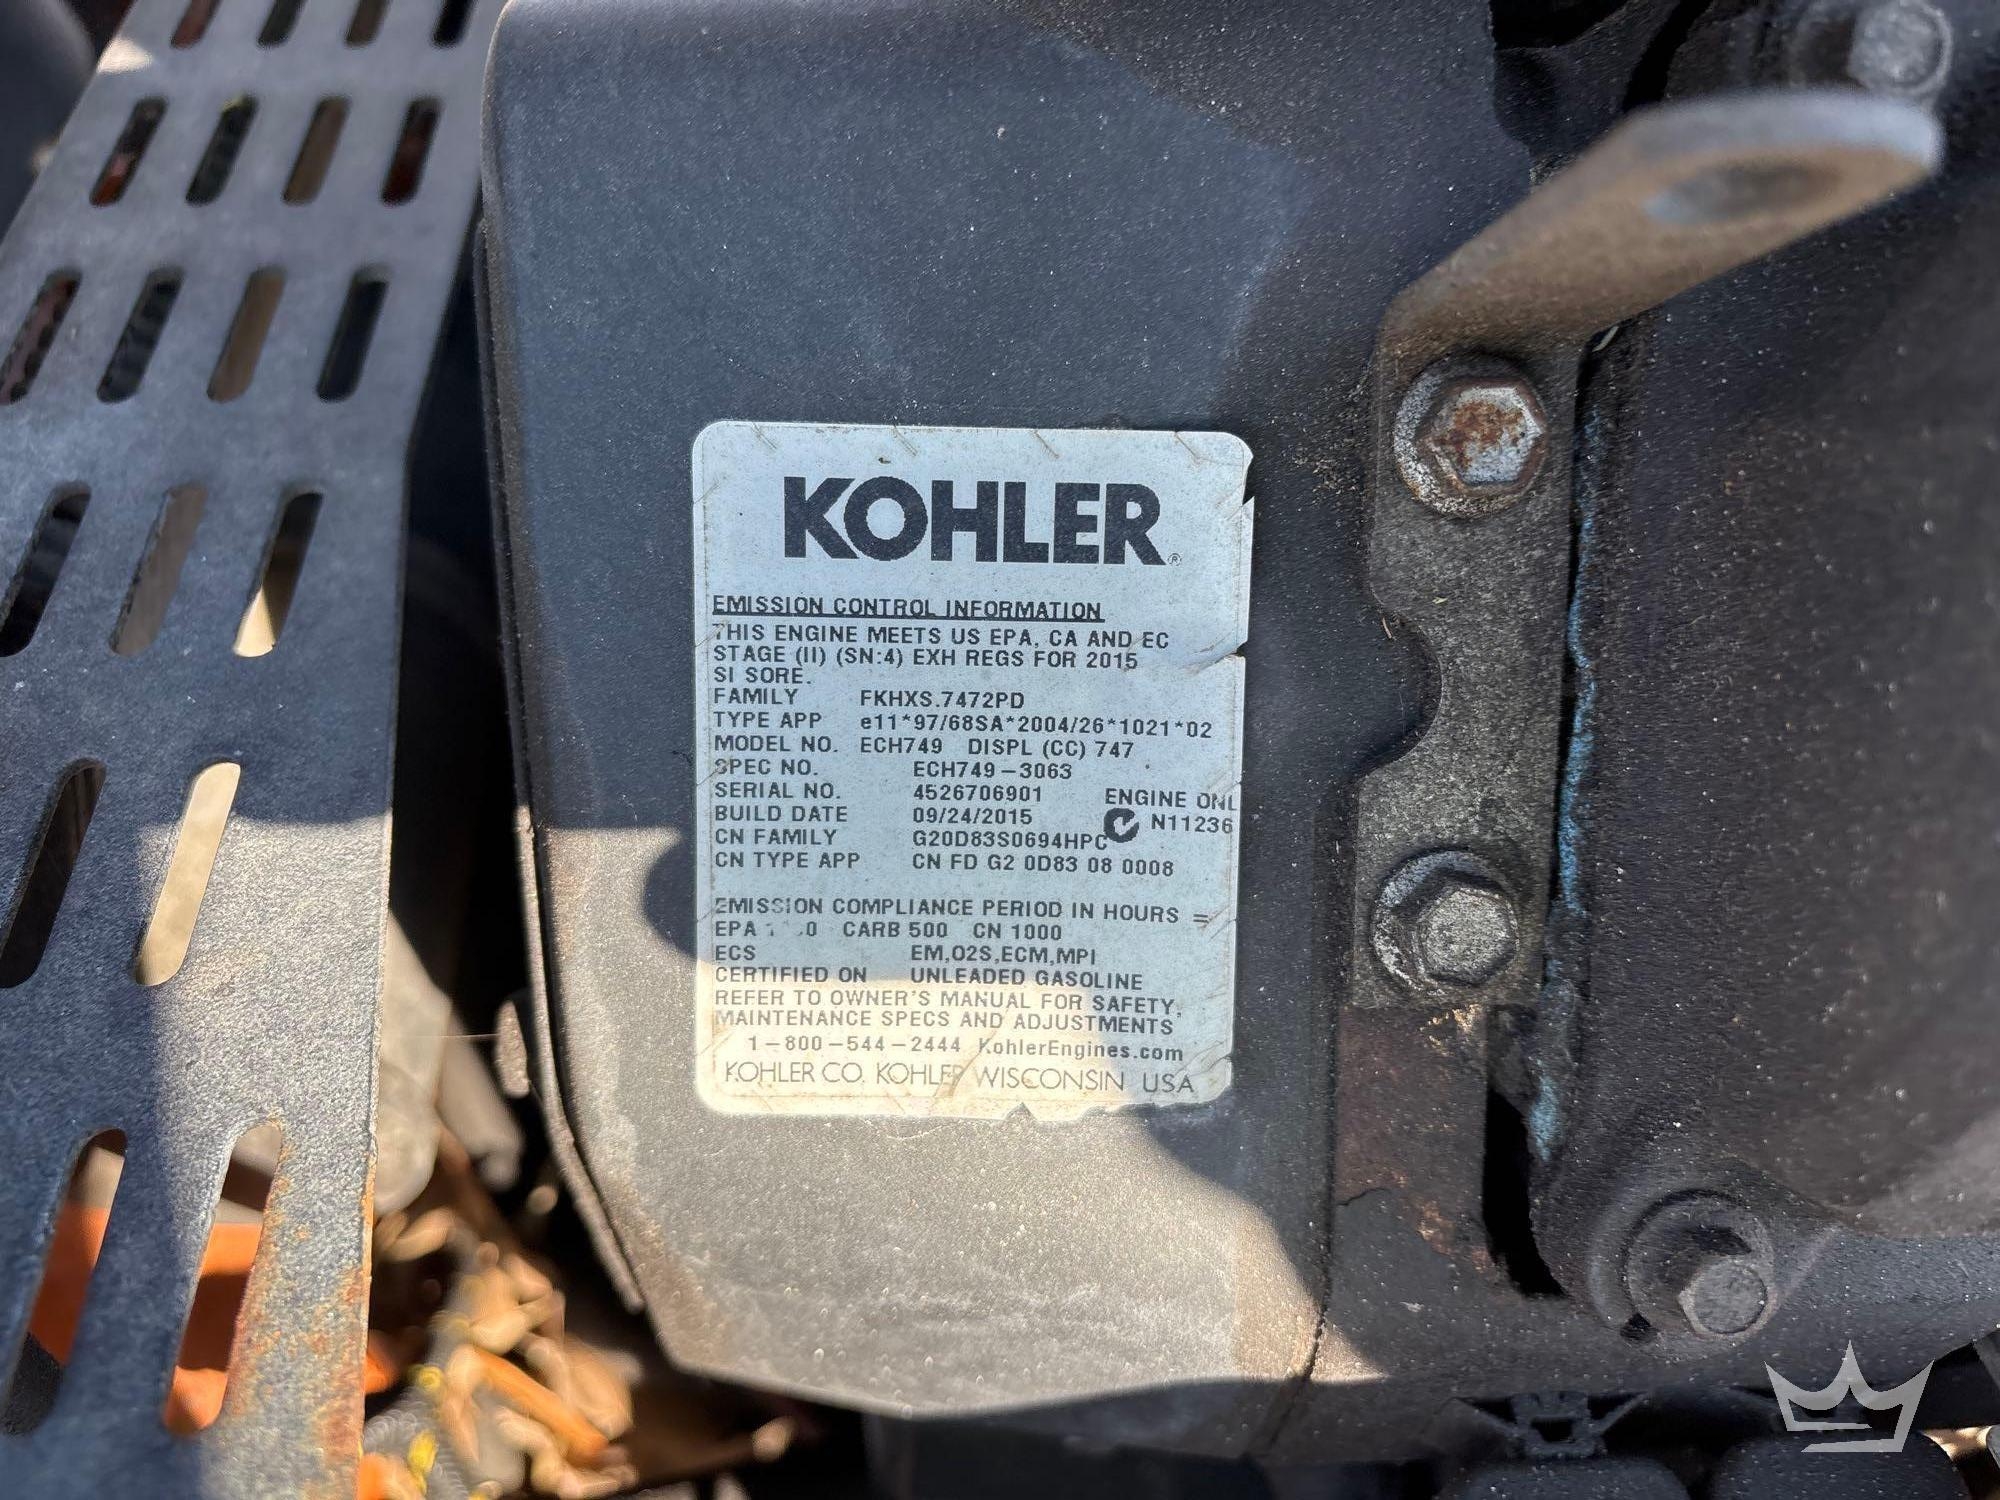 KOHLER®
EMISSION CONTROL INFORMATION
THIS ENGINE MEETS US EPA, CA AND EC
STAGE (II) (SN:4) EXH REGS FOR 2015
SI SORE.
FAMILY FKHXS.7472PD
TYPE APP e11*97/68SA*2004/26*1021*02
MODEL NO. ECH749 DISPL (CC) 747
SPEC NO. ECH749-3063
SERIAL NO. 4526706901 ENGINE ONL
BUILD DATE 09/24/2015 N11236
CN FAMILY G20D83S0694HPC
CN TYPE APP CN FD G2 0D83 08 0008
EMISSION COMPLIANCE PERIOD IN HOURS =
EPA CARB 500 CN 1000
ECS EM,O2S,ECM,MPI
CERTIFIED ON UNLEADED GASOLINE
REFER TO OWNER'S MANUAL FOR SAFETY,
MAINTENANCE SPECS AND ADJUSTMENTS
1-800-544-2444 KohlerEngines.com
KOHLER CO. KOHLER WISCONSIN USA